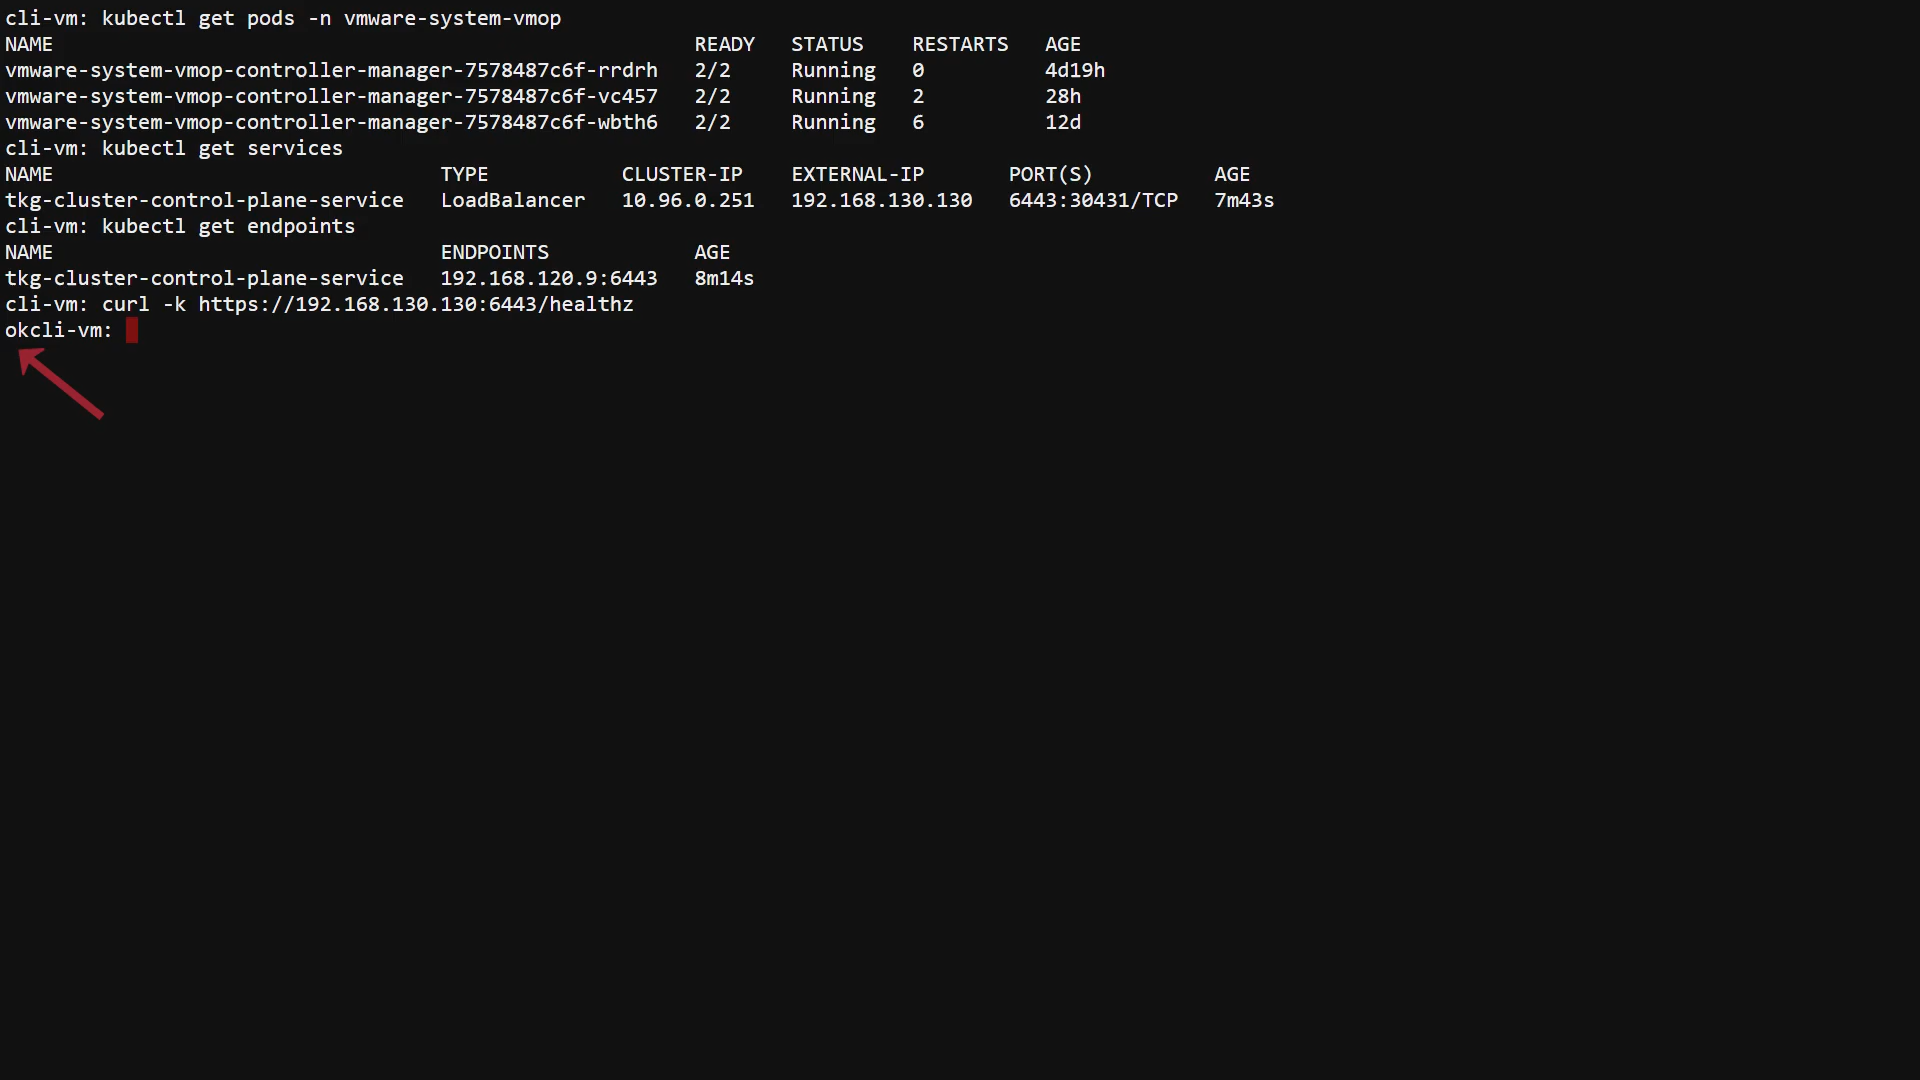 cli-vm: kubectl get pods -n vmware-system-vmop
NAME READY STATUS RESTARTS AGE
vmware-system-vmop-controller-manager-7578487c6f-rrdrh 2/2 Running 0 4d19h
vmware-system-vmop-controller-manager-7578487c6f-vc457 2/2 Running 2 28h
vmware-system-vmop-controller-manager-7578487c6f-wbth6 2/2 Running 6 12d
cli-vm: kubectl get services
NAME TYPE CLUSTER-IP EXTERNAL-IP PORT(S) AGE
tkg-cluster-control-plane-service LoadBalancer 10.96.0.251 192.168.130.130 6443:30431/TCP 7m43s
cli-vm: kubectl get endpoints
NAME ENDPOINTS AGE
tkg-cluster-control-plane-service 192.168.120.9:6443 8m14s
cli-vm: curl -k https://192.168.130.130:6443/healthz
okcli-vm: